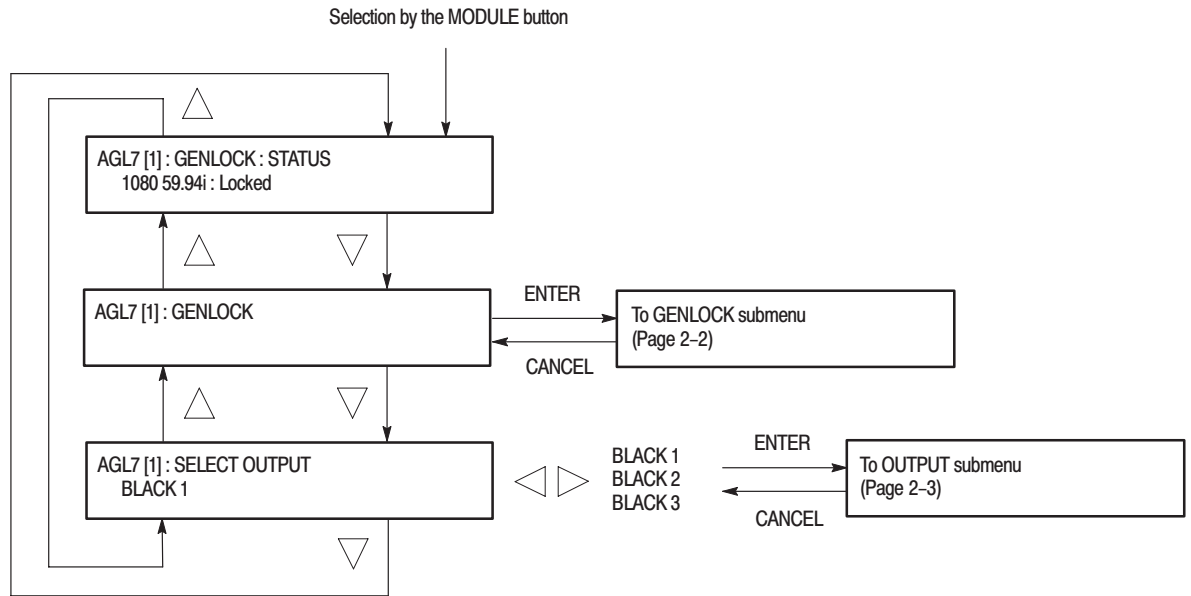 Selection by the MODULE button
AGL7 [1] : GENLOCK : STATUS
1080 59.94i : Locked
AGL7 [1] : GENLOCK
ENTER
CANCEL
To GENLOCK submenu
(Page 2–2)
AGL7 [1] : SELECT OUTPUT
BLACK 1
BLACK 1
BLACK 2
BLACK 3
ENTER
CANCEL
To OUTPUT submenu
(Page 2–3)